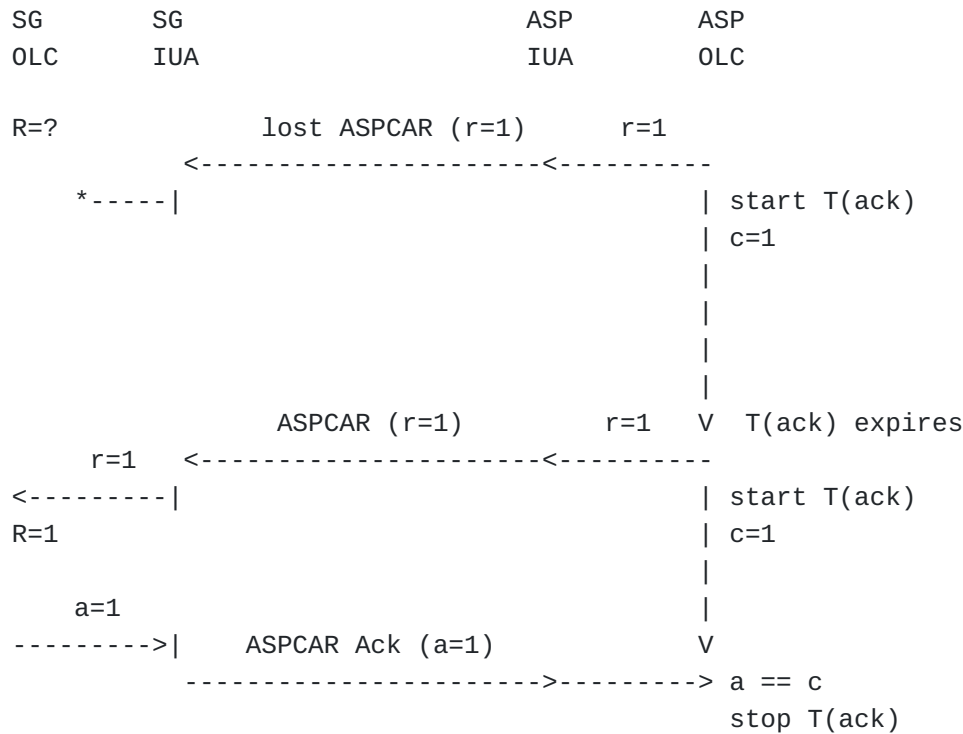 SG SG ASP ASP
OLC IUA IUA OLC
R=? lost ASPCAR (r=1) r=1
<----------------------<----------
*-----| | start T(ack)
| c=1
|
|
|
|
ASPCAR (r=1) r=1 V T(ack) expires
r=1 <----------------------<----------
<---------| | start T(ack)
R=1 | c=1
|
a=1 |
--------->| ASPCAR Ack (a=1) V
----------------------->---------> a == c
stop T(ack)